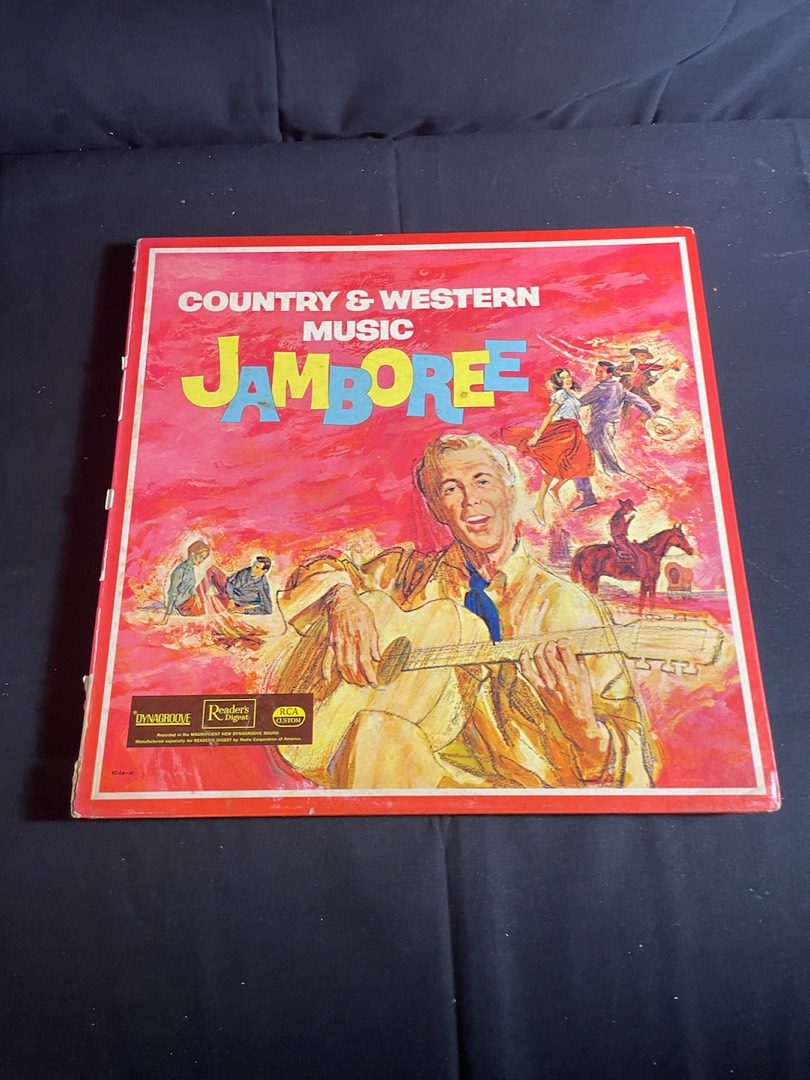 COUNTRY & WESTERN
MUSIC
JAMBOREE
DYNAGROOVE
Reader's
Digest
RCA
CUSTOM
Recorded in the MAGNIFICENT NEW DYNAGROOVE SOUND
Manufactured especially for READER'S DIGEST by Radio Corporation of America.